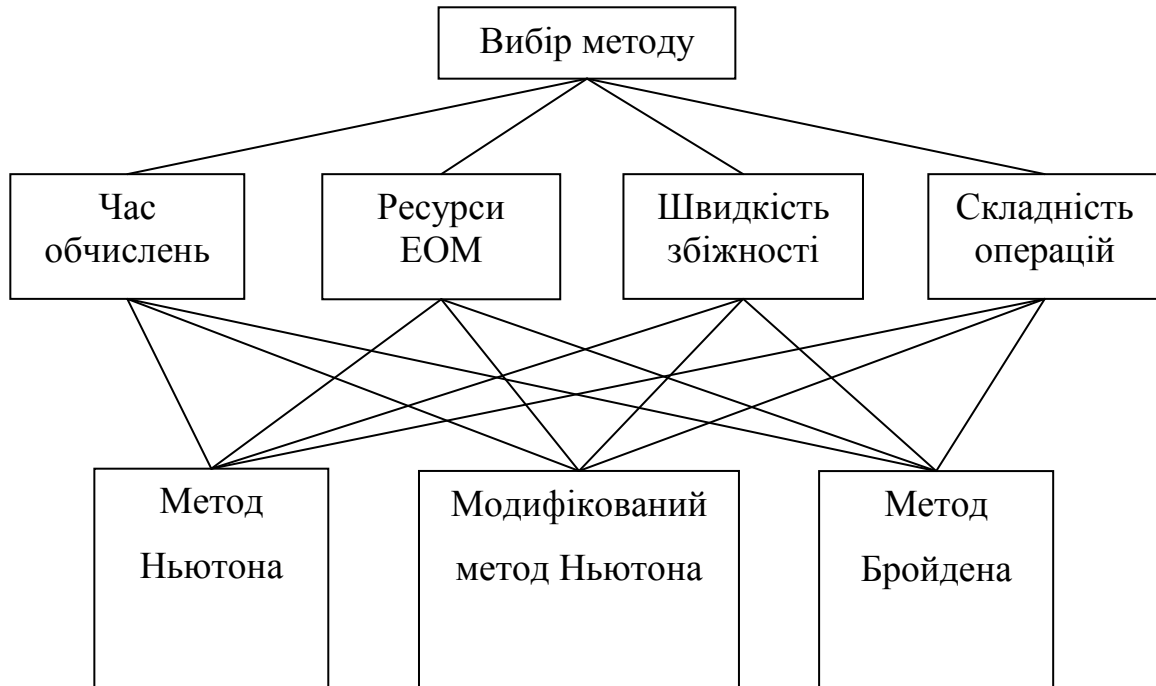 Вибір методу
Час
обчислень
Ресурси
ЕОМ
Швидкість
збіжності
Складність
операцій
Метод
Ньютона
Модифікований
метод Ньютона
Метод
Бройдена